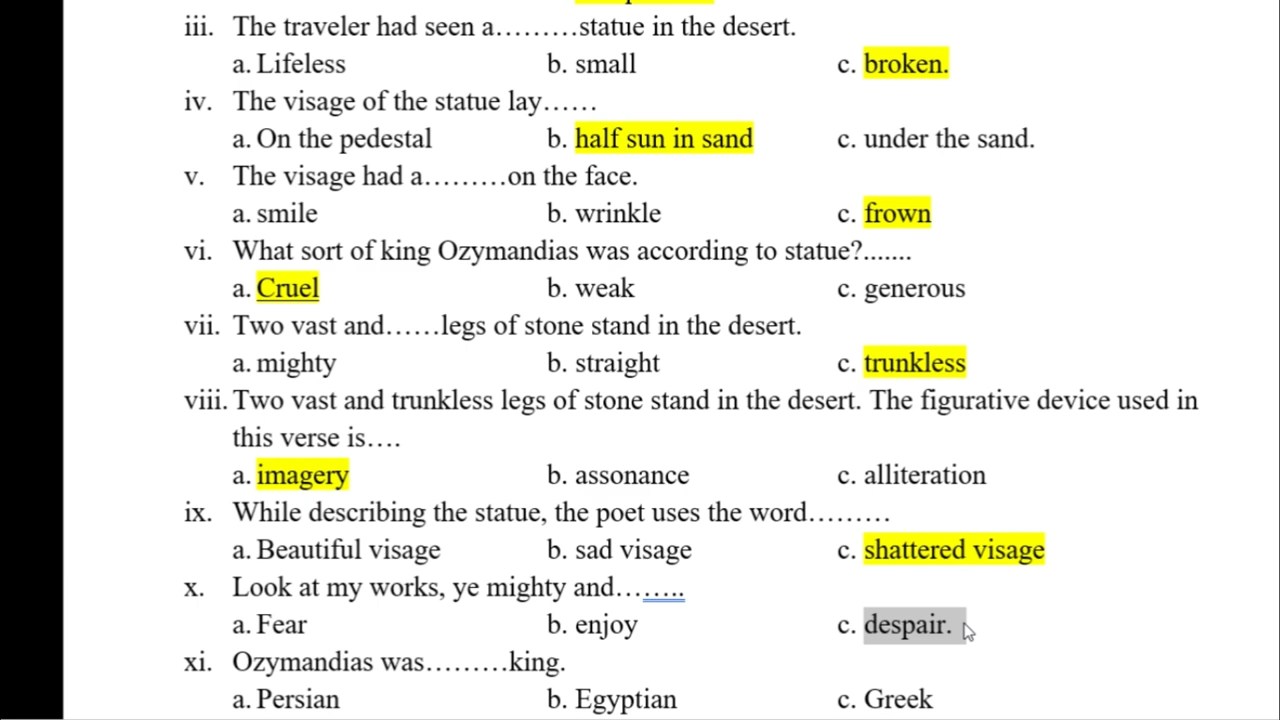 iii. The traveler had seen a………statue in the desert.
a. Lifeless b. small c. broken.
iv. The visage of the statue lay……
a. On the pedestal b. half sun in sand c. under the sand.
v. The visage had a………on the face.
a. smile b. wrinkle c. frown
vi. What sort of king Ozymandias was according to statue?.......
a. Cruel b. weak c. generous
vii. Two vast and……legs of stone stand in the desert.
a. mighty b. straight c. trunkless
viii. Two vast and trunkless legs of stone stand in the desert. The figurative device used in
this verse is….
a. imagery b. assonance c. alliteration
ix. While describing the statue, the poet uses the word………
a. Beautiful visage b. sad visage c. shattered visage
x. Look at my works, ye mighty and……..
a. Fear b. enjoy c. despair.
xi. Ozymandias was………king.
a. Persian b. Egyptian c. Greek